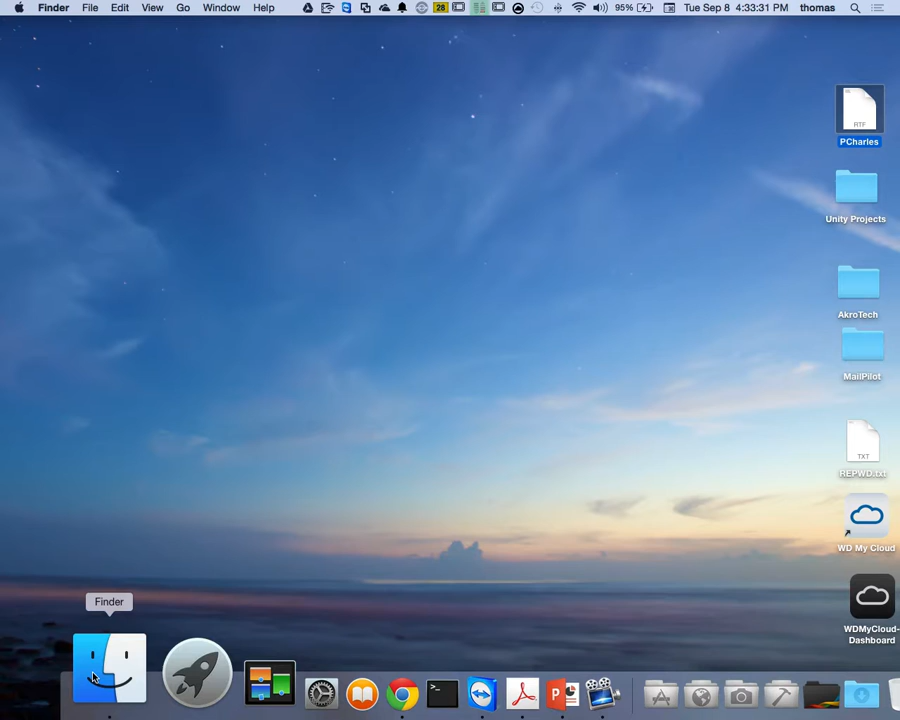 Finder File Edit View Go Window Help 28 95% Tue Sep 8 4:33:31 PM thomas
RTF
PCharles
Unity Projects
AkroTech
MailPilot
TXT
REPWD.txt
WD My Cloud
WDMyCloud-
Dashboard
Finder